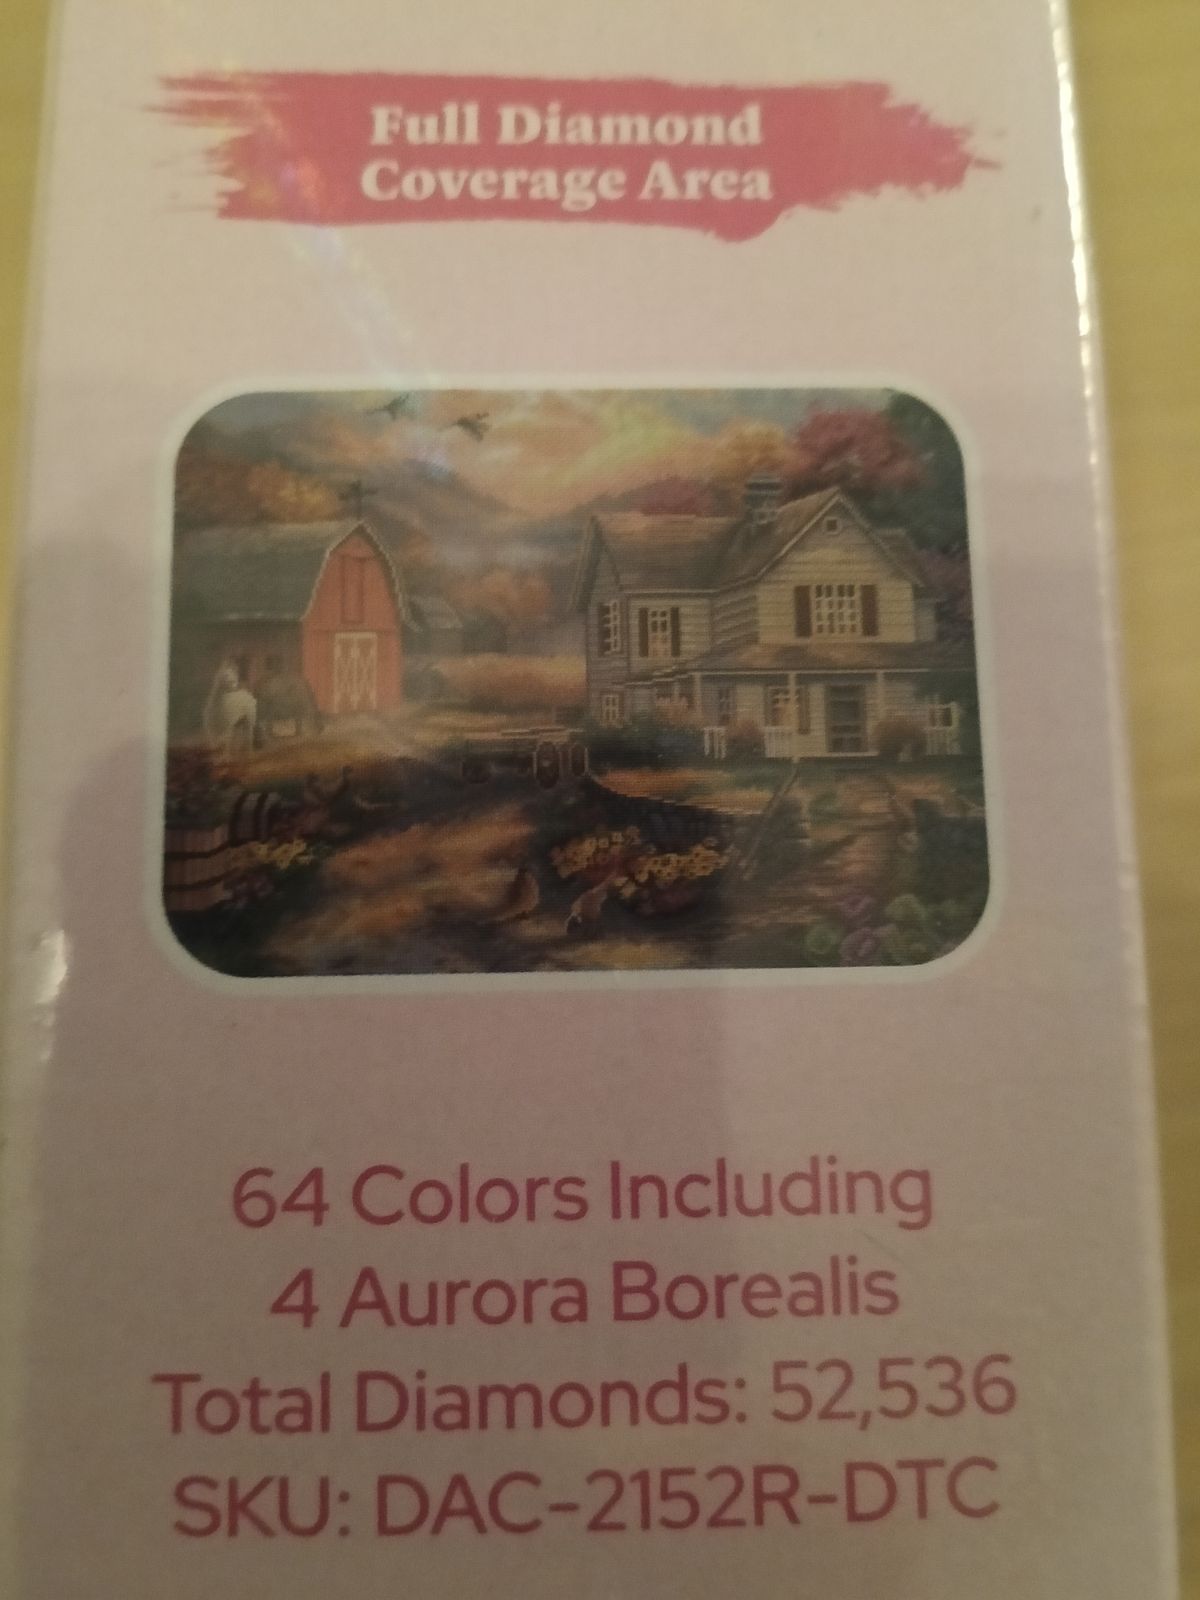 Full Diamond
Coverage Area
64 Colors Including
4 Aurora Borealis
Total Diamonds: 52,536
SKU: DAC-2152R-DTC